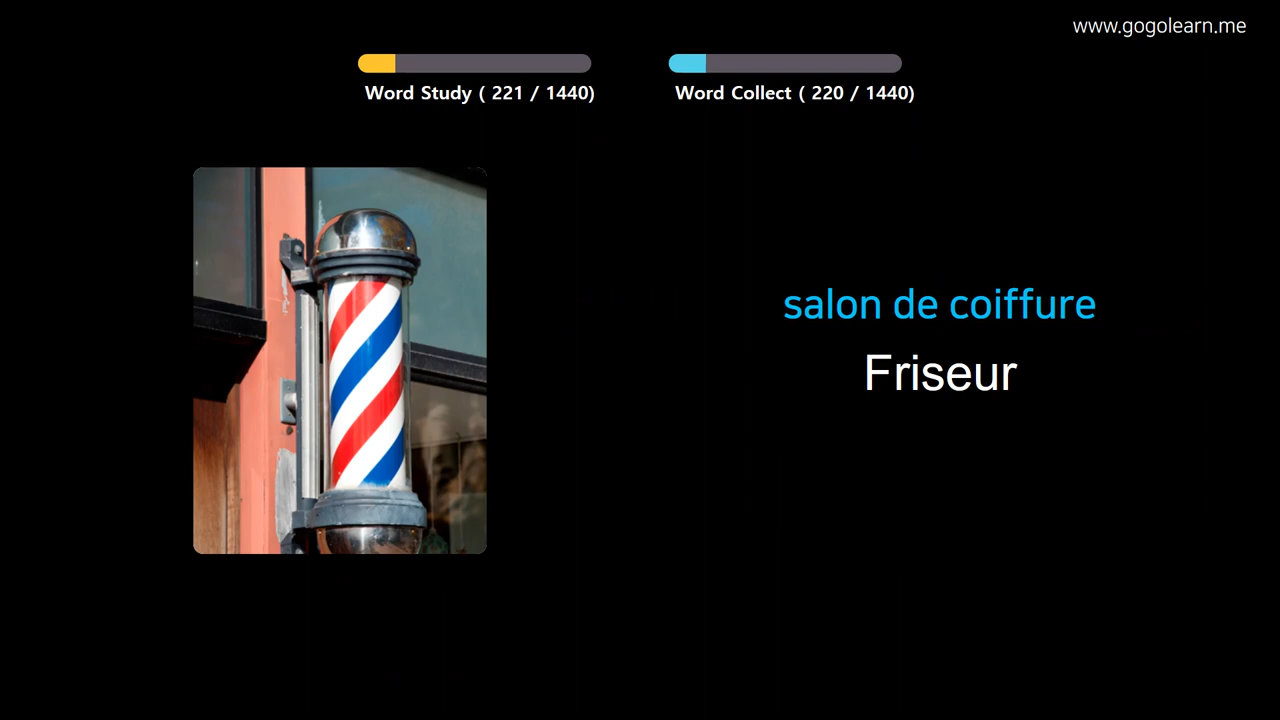 www.gogolearn.me
Word Study ( 221 / 1440)
Word Collect ( 220 / 1440)
salon de coiffure
Friseur